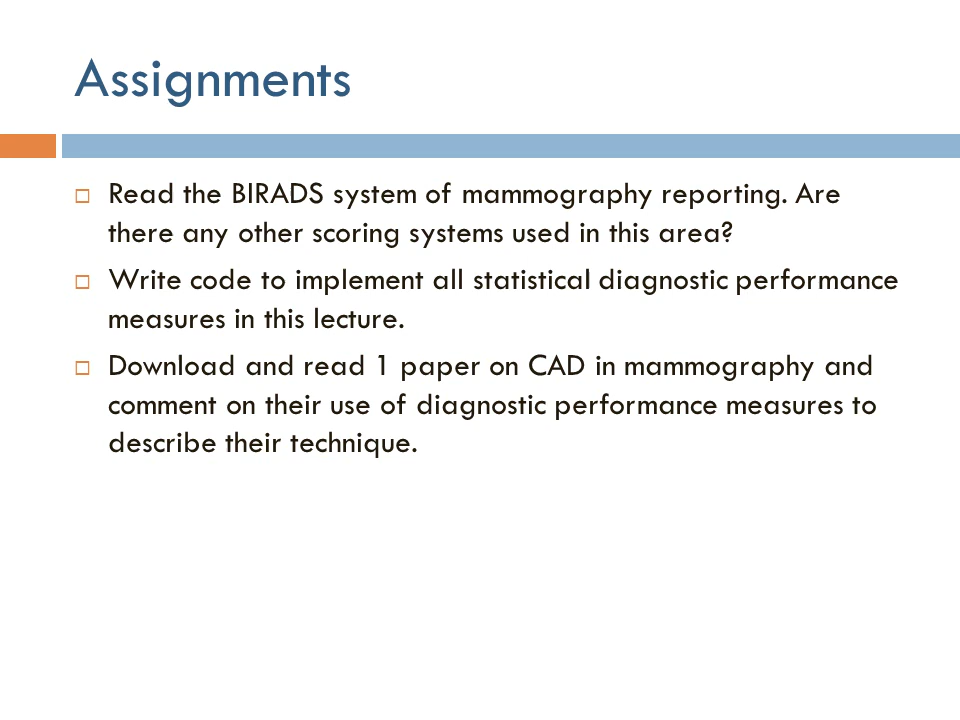 Assignments
Read the BIRADS system of mammography reporting. Are
there any other scoring systems used in this area?
Write code to implement all statistical diagnostic performance
measures in this lecture.
Download and read 1 paper on CAD in mammography and
comment on their use of diagnostic performance measures to
describe their technique.